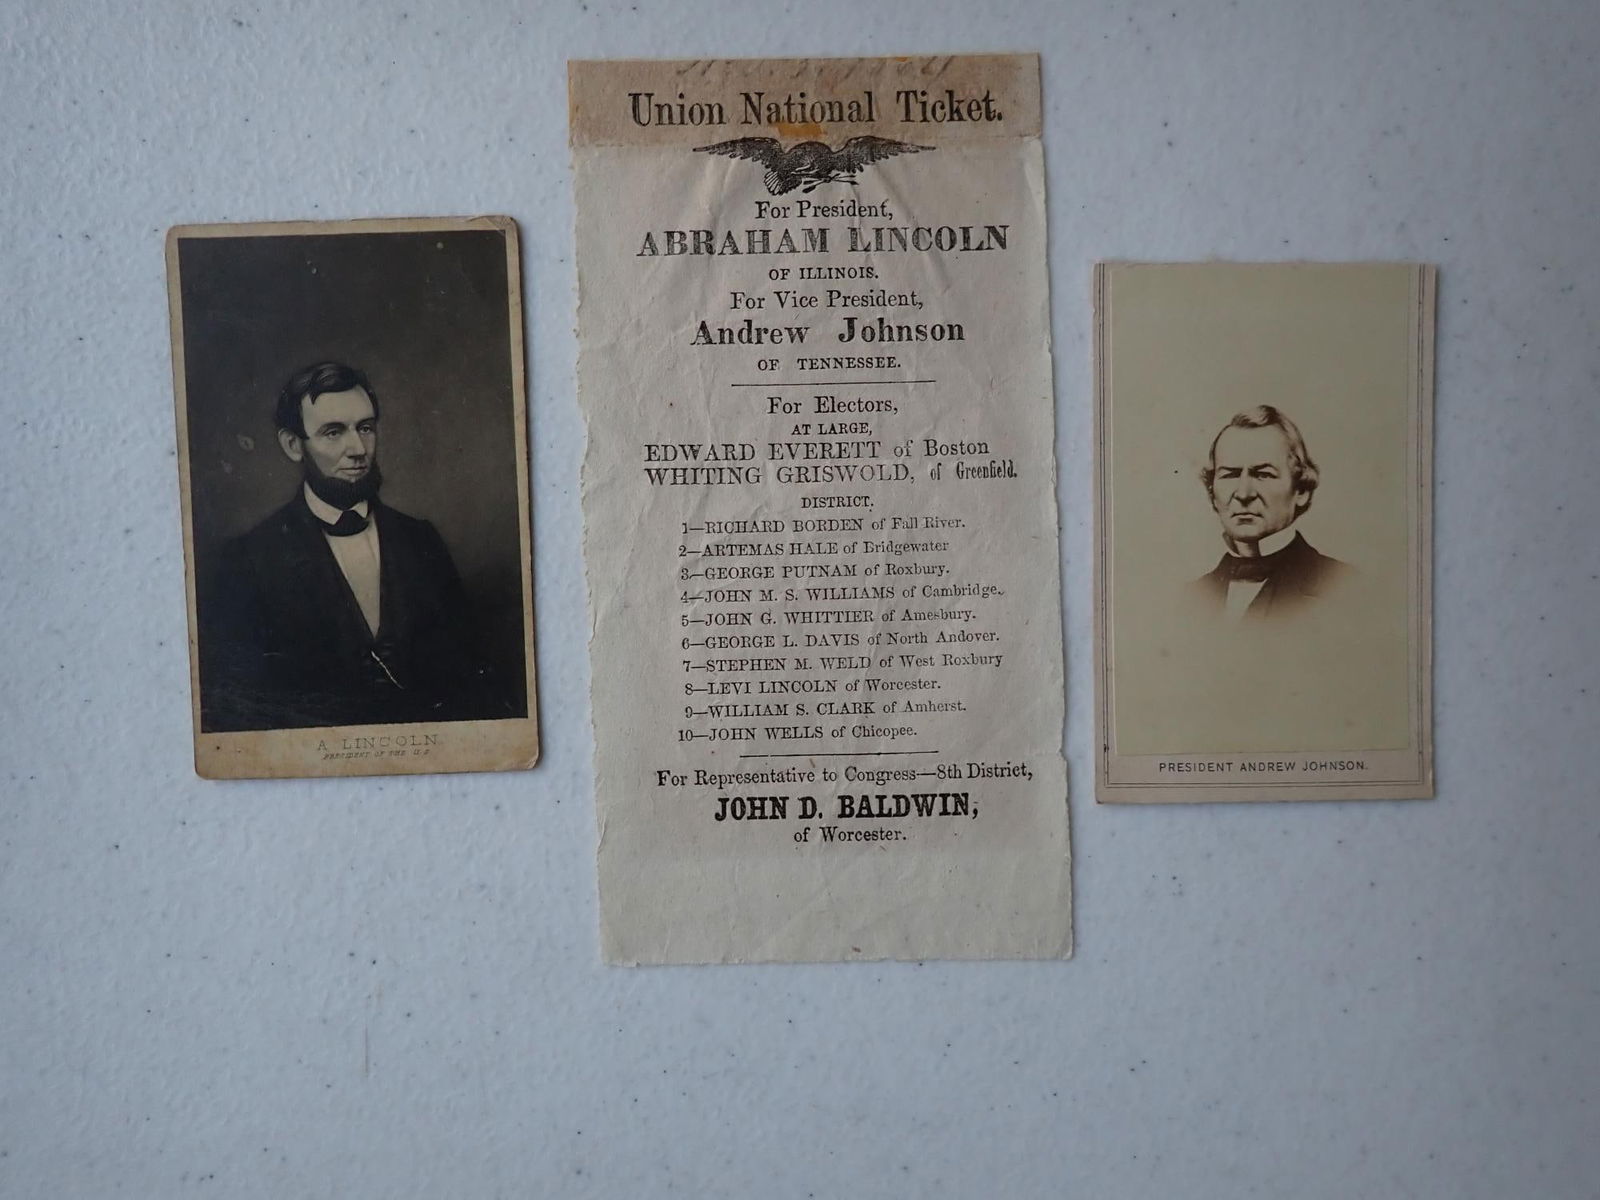 A LINCOLN
PRESIDENT OF THE U S
Union National Ticket.
For President,
ABRAHAM LINCOLN
OF ILLINOIS.
For Vice President,
Andrew Johnson
OF TENNESSEE.
For Electors,
AT LARGE,
EDWARD EVERETT of Boston
WHITING GRISWOLD, of Greenfield.
DISTRICT.
1—RICHARD BORDEN of Fall River.
2—ARTEMAS HALE of Bridgewater
3—GEORGE PUTNAM of Roxbury.
4—JOHN M. S. WILLIAMS of Cambridge.
5—JOHN G. WHITTIER of Amesbury.
6—GEORGE L. DAVIS of North Andover.
7—STEPHEN M. WELD of West Roxbury
8—LEVI LINCOLN of Worcester.
9—WILLIAM S. CLARK of Amherst.
10—JOHN WELLS of Chicopee.
For Representative to Congress—8th District,
JOHN D. BALDWIN,
of Worcester.
PRESIDENT ANDREW JOHNSON.